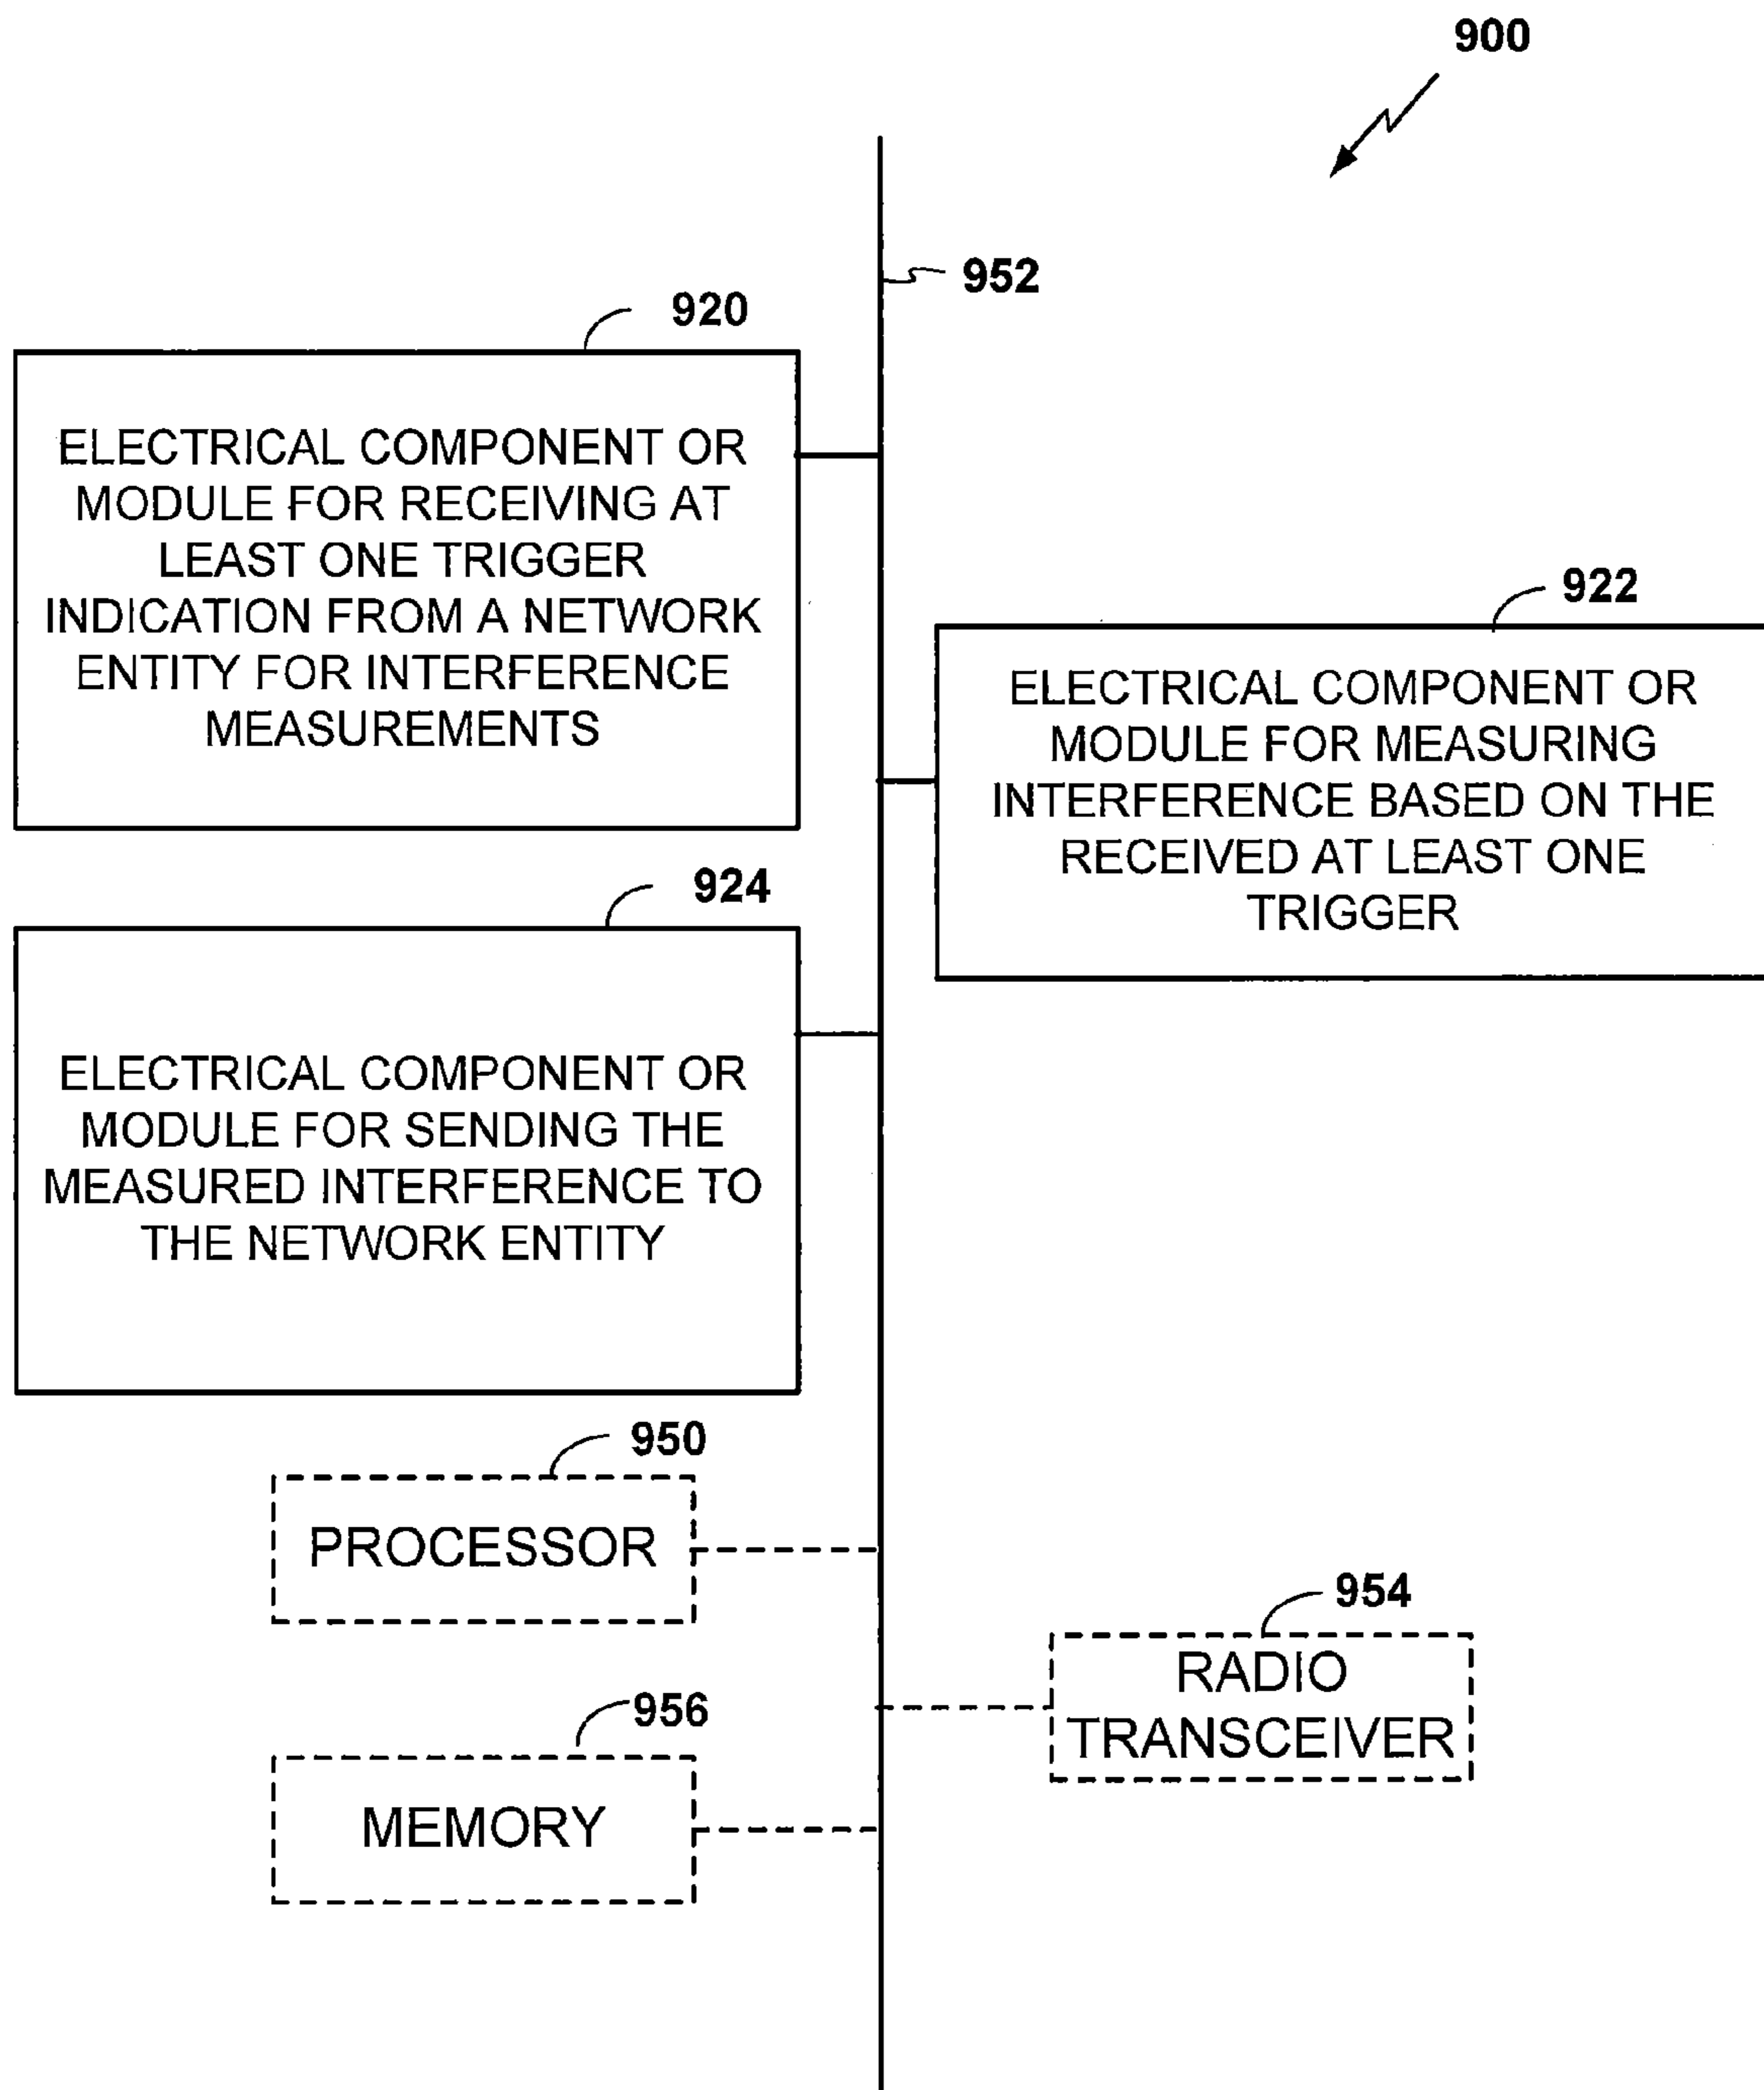 900
952
920
ELECTRICAL COMPONENT OR
MODULE FOR RECEIVING AT
LEAST ONE TRIGGER
INDICATION FROM A NETWORK
ENTITY FOR INTERFERENCE
MEASUREMENTS
922
ELECTRICAL COMPONENT OR
MODULE FOR MEASURING
INTERFERENCE BASED ON THE
RECEIVED AT LEAST ONE
TRIGGER
924
ELECTRICAL COMPONENT OR
MODULE FOR SENDING THE
MEASURED INTERFERENCE TO
THE NETWORK ENTITY
950
PROCESSOR
954
RADIO
TRANSCEIVER
956
MEMORY